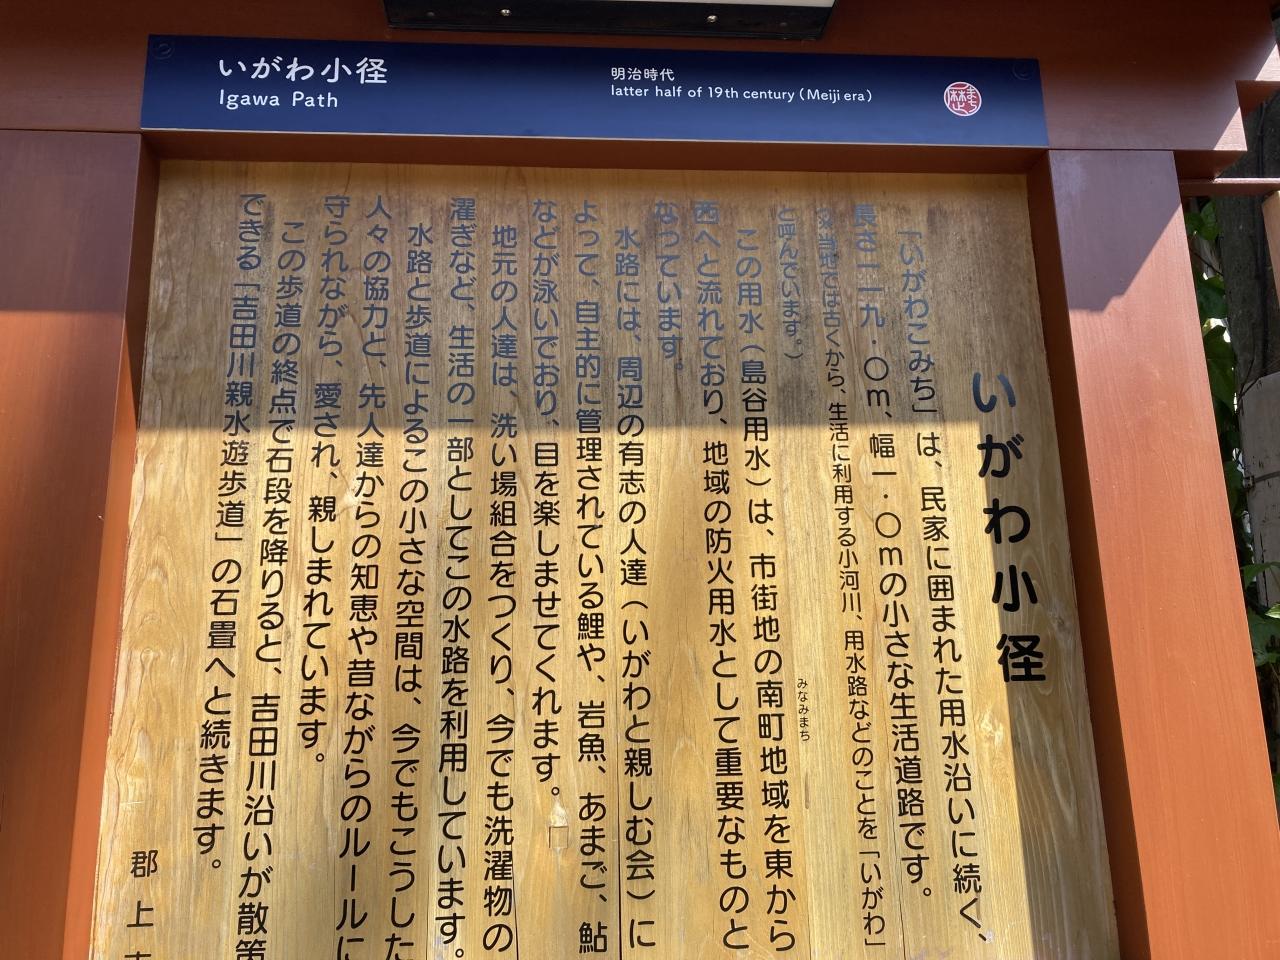 いがわ小径
Igawa Path
明治時代
latter half of 19th century (Meiji era)
いがわ小径
「いがわこみち」は、民家に囲まれた用水沿いに続く、
長さ一一九・〇m、幅一・〇mの小さな生活道路です。
(当地では古くから、生活に利用する小河川、用水路などのことを「いがわ」
と呼んでいます。)
みなみまち
この用水(島谷用水)は、市街地の南町地域を東から
西へと流れており、地域の防火用水として重要なものと
なっています。
水路には、周辺の有志の人達(いがわと親しむ会)に
よって、自主的に管理されている鯉や、岩魚、あまご、鮎
などが泳いでおり、目を楽しませてくれます。
地元の人達は、洗い場組合をつくり、今でも洗濯物の
濯ぎなど、生活の一部としてこの水路を利用しています。
水路と歩道によるこの小さな空間は、今でもこうした
人々の協力と、先人達からの知恵や昔ながらのルールに
守られながら、愛され、親しまれています。
この歩道の終点で石段を降りると、吉田川沿いが散策
できる「吉田川親水遊歩道」の石畳へと続きます。
郡上